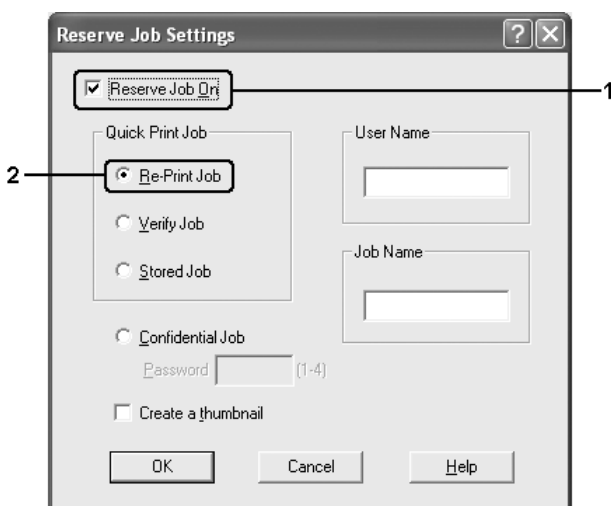 Reserve Job Settings
Reserve Job On
1
Quick Print Job
2
Re-Print Job
Verify Job
Stored Job
User Name
Job Name
Confidential Job
Password
(1-4)
Create a thumbnail
OK
Cancel
Help